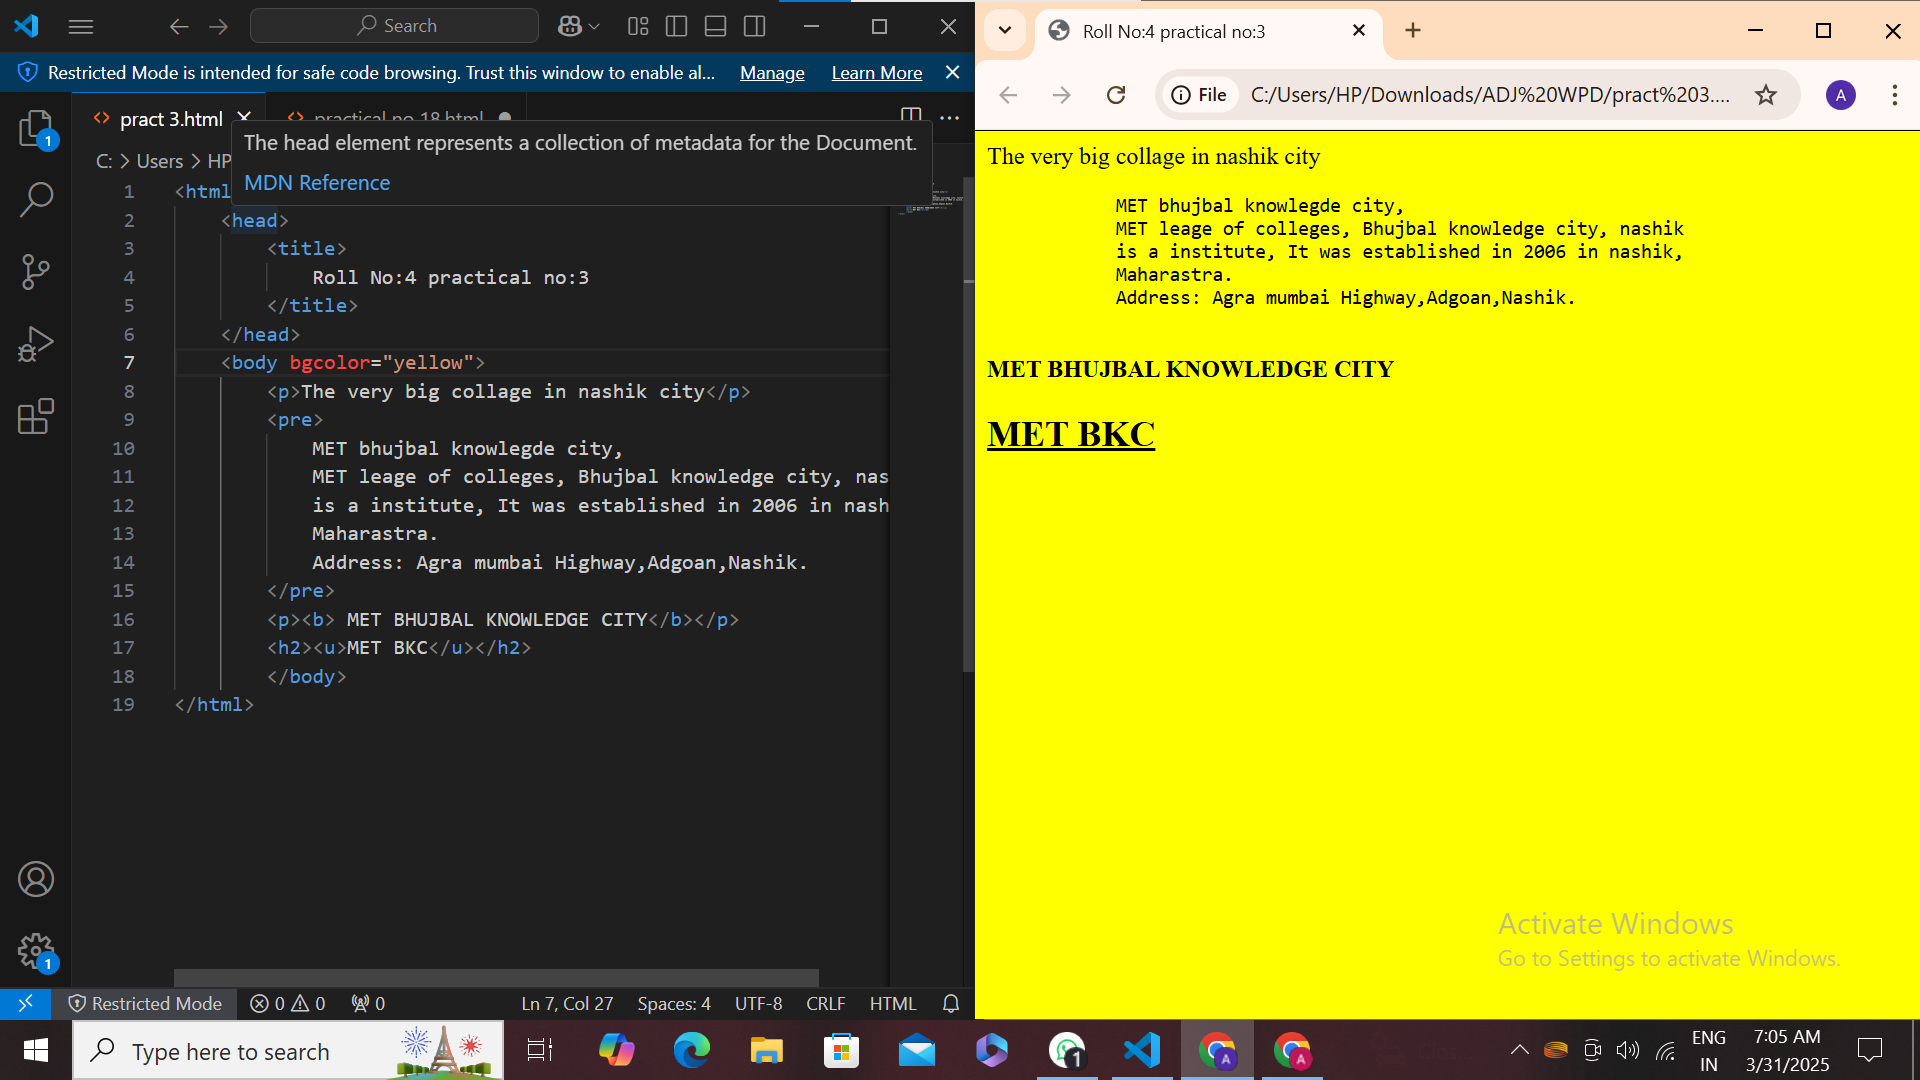 Search
Restricted Mode is intended for safe code browsing. Trust this window to enable al... Manage Learn More
pract 3.html practical no 18.html
The head element represents a collection of metadata for the Document.
MDN Reference
C: > Users > HP
1 <html
2 <head>
3 <title>
4 Roll No:4 practical no:3
5 </title>
6 </head>
7 <body bgcolor="yellow">
8 <p>The very big collage in nashik city</p>
9 <pre>
10 MET bhujbal knowlegde city,
11 MET leage of colleges, Bhujbal knowledge city, nas
12 is a institute, It was established in 2006 in nash
13 Maharastra.
14 Address: Agra mumbai Highway,Adgoan,Nashik.
15 </pre>
16 <p><b> MET BHUJBAL KNOWLEDGE CITY</b></p>
17 <h2><u>MET BKC</u></h2>
18 </body>
19 </html>
1
1
Restricted Mode 0 0 0 Ln 7, Col 27 Spaces: 4 UTF-8 CRLF HTML
Roll No:4 practical no:3
File C:/Users/HP/Downloads/ADJ%20WPD/pract%203.... A
The very big collage in nashik city
MET bhujbal knowlegde city,
MET leage of colleges, Bhujbal knowledge city, nashik
is a institute, It was established in 2006 in nashik,
Maharastra.
Address: Agra mumbai Highway,Adgoan,Nashik.
MET BHUJBAL KNOWLEDGE CITY
MET BKC
Activate Windows
Go to Settings to activate Windows.
Type here to search
1
A
A
ENG
IN
7:05 AM
3/31/2025